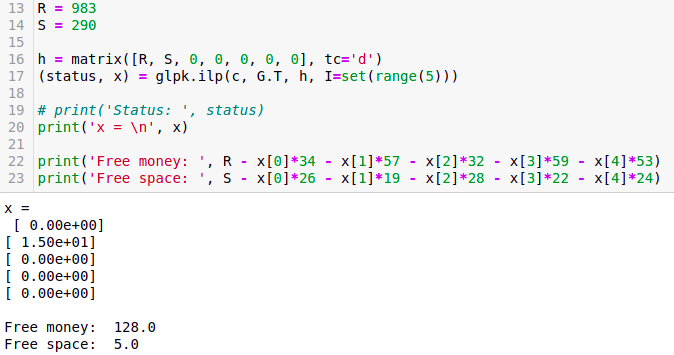 13 R = 983
14 S = 290
15
16 h = matrix([R, S, 0, 0, 0, 0, 0], tc='d')
17 (status, x) = glpk.ilp(c, G.T, h, I=set(range(5)))
18
19 # print('Status: ', status)
20 print('x = \n', x)
21
22 print('Free money: ', R - x[0]*34 - x[1]*57 - x[2]*32 - x[3]*59 - x[4]*53)
23 print('Free space: ', S - x[0]*26 - x[1]*19 - x[2]*28 - x[3]*22 - x[4]*24)
x =
[ 0.00e+00]
[ 1.50e+01]
[ 0.00e+00]
[ 0.00e+00]
[ 0.00e+00]
Free money:  128.0
Free space:  5.0